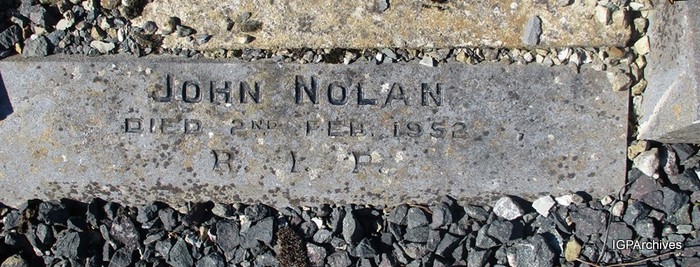 JOHN NOLAN
DIED 2ND FEB. 1952
R. I. P.
IGPArchives